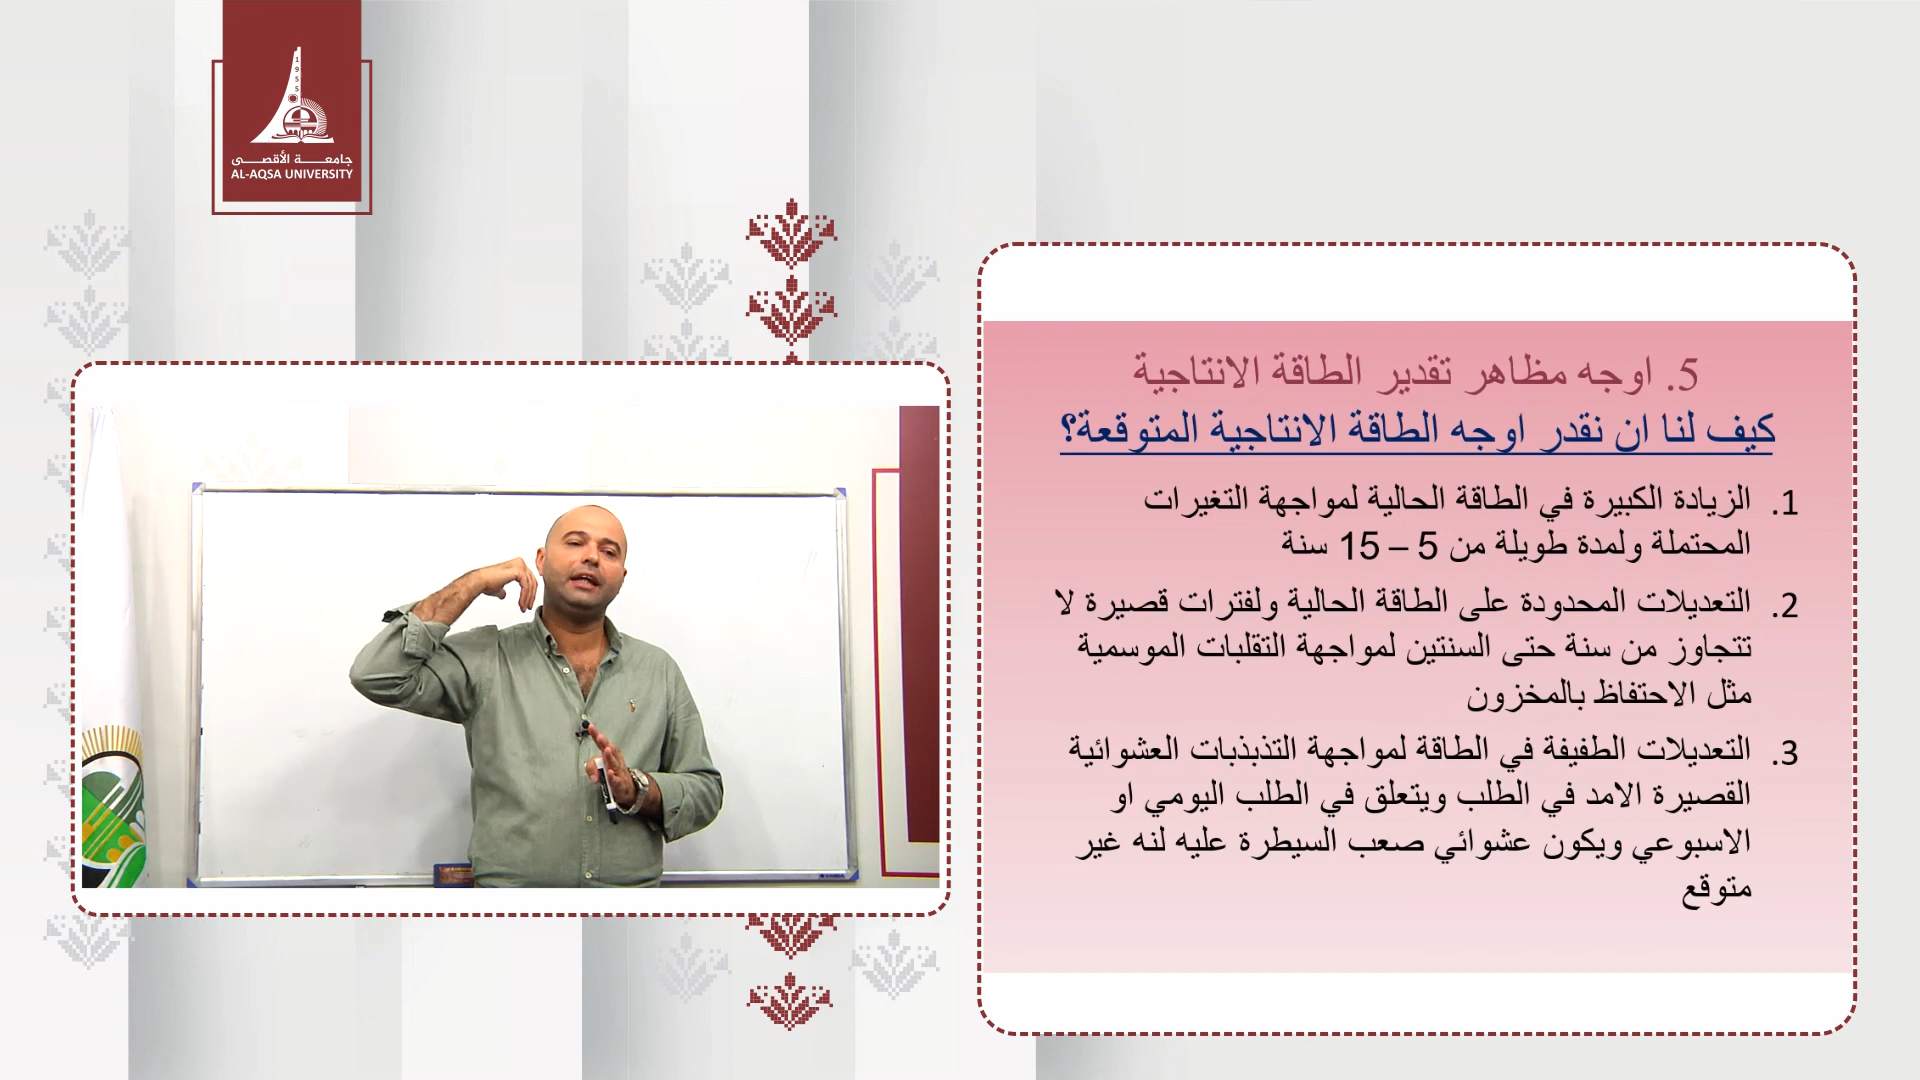 1955
جامعة الأقصى
AL-AQSA UNIVERSITY
5. اوجه مظاهر تقدير الطاقة الانتاجية
كيف لنا ان نقدر اوجه الطاقة الانتاجية المتوقعة؟
1. الزيادة الكبيرة في الطاقة الحالية لمواجهة التغيرات
المحتملة ولمدة طويلة من 5 – 15 سنة
2. التعديلات المحدودة على الطاقة الحالية ولفترات قصيرة لا
تتجاوز من سنة حتى السنتين لمواجهة التقلبات الموسمية
مثل الاحتفاظ بالمخزون
3. التعديلات الطفيفة في الطاقة لمواجهة التذبذبات العشوائية
القصيرة الامد في الطلب ويتعلق في الطلب اليومي او
الاسبوعي ويكون عشوائي صعب السيطرة عليه لنه غير
متوقع